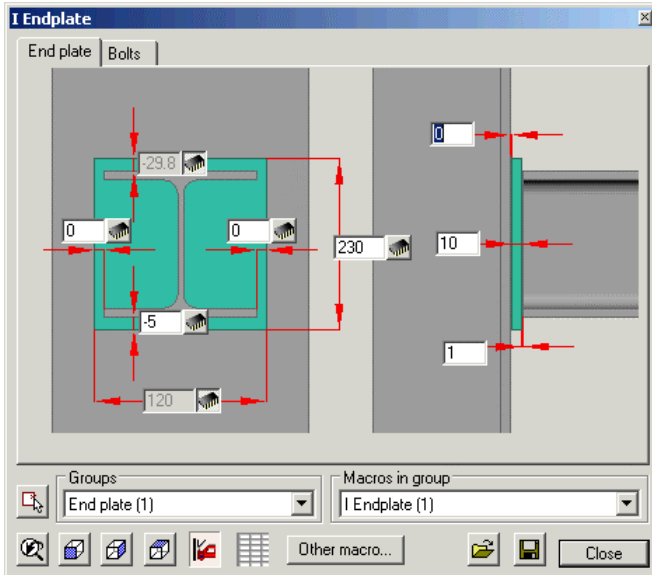 I Endplate
End plate Bolts
0
-29.8
0 0
230 10
-5
1
120
Groups Macros in group
End plate (1) I Endplate (1)
Other macro... Close